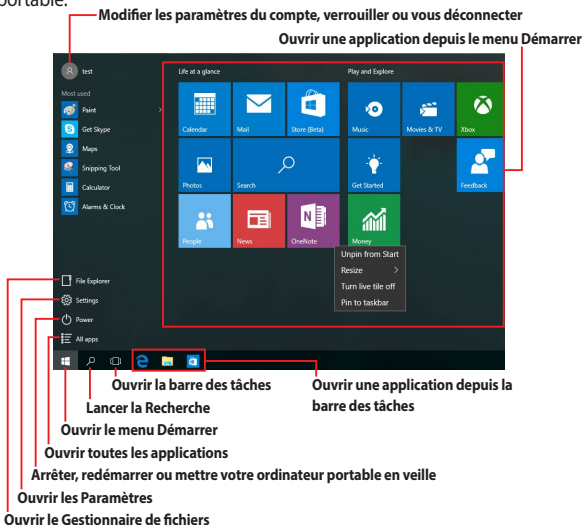 portable.
Modifier les paramètres du compte, verrouiller ou vous déconnecter
Ouvrir une application depuis le menu Démarrer
test
Life at a glance
Play and Explore
Most used
Paint
Get Skype
Maps
Snipping Tool
Calculator
Alarms & Clock
Calendar
Mail
Store (Beta)
Music
Movies & TV
Xbox
Photos
Search
Get Started
Feedback
People
News
OneNote
Money
Unpin from Start
Resize
Turn live tile off
Pin to taskbar
File Explorer
Settings
Power
All apps
Ouvrir la barre des tâches
Ouvrir une application depuis la
barre des tâches
Lancer la Recherche
Ouvrir le menu Démarrer
Ouvrir toutes les applications
Arrêter, redémarrer ou mettre votre ordinateur portable en veille
Ouvrir les Paramètres
Ouvrir le Gestionnaire de fichiers